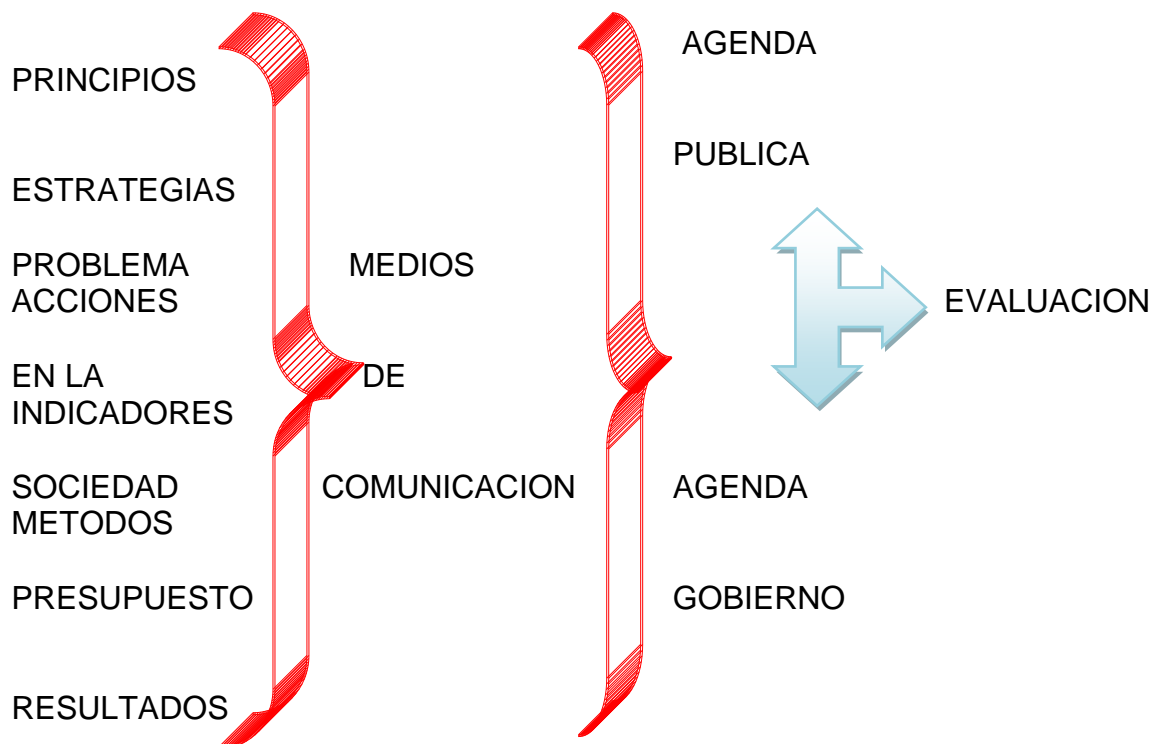 AGENDA
PRINCIPIOS
PUBLICA
ESTRATEGIAS
PROBLEMA MEDIOS
ACCIONES EVALUACION
EN LA DE
INDICADORES
SOCIEDAD COMUNICACION AGENDA
METODOS
PRESUPUESTO GOBIERNO
RESULTADOS